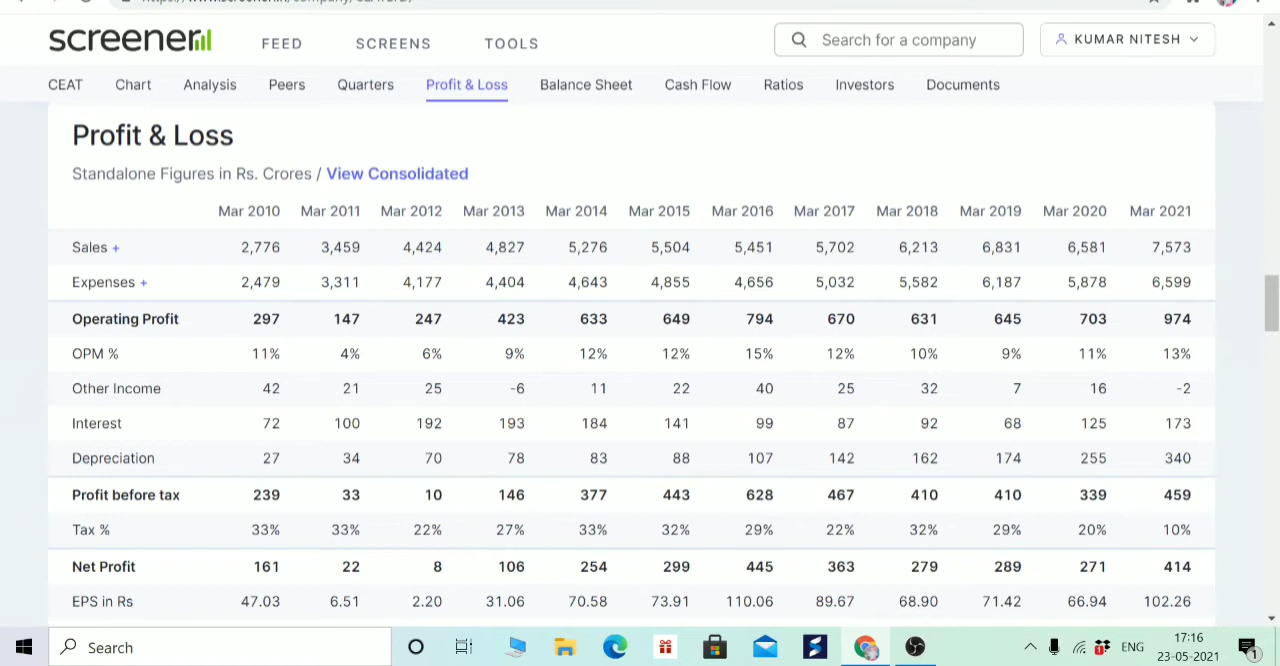 screener
FEED SCREENS TOOLS
Search for a company
KUMAR NITESH
CEAT Chart Analysis Peers Quarters Profit & Loss Balance Sheet Cash Flow Ratios Investors Documents
Profit & Loss
Standalone Figures in Rs. Crores / View Consolidated
Mar 2010 Mar 2011 Mar 2012 Mar 2013 Mar 2014 Mar 2015 Mar 2016 Mar 2017 Mar 2018 Mar 2019 Mar 2020 Mar 2021
Sales + 2,776 3,459 4,424 4,827 5,276 5,504 5,451 5,702 6,213 6,831 6,581 7,573
Expenses + 2,479 3,311 4,177 4,404 4,643 4,855 4,656 5,032 5,582 6,187 5,878 6,599
Operating Profit 297 147 247 423 633 649 794 670 631 645 703 974
OPM % 11% 4% 6% 9% 12% 12% 15% 12% 10% 9% 11% 13%
Other Income 42 21 25 -6 11 22 40 25 32 7 16 -2
Interest 72 100 192 193 184 141 99 87 92 68 125 173
Depreciation 27 34 70 78 83 88 107 142 162 174 255 340
Profit before tax 239 33 10 146 377 443 628 467 410 410 339 459
Tax % 33% 33% 22% 27% 33% 32% 29% 22% 32% 29% 20% 10%
Net Profit 161 22 8 106 254 299 445 363 279 289 271 414
EPS in Rs 47.03 6.51 2.20 31.06 70.58 73.91 110.06 89.67 68.90 71.42 66.94 102.26
Search
ENG
17:16
23-05-2021
1